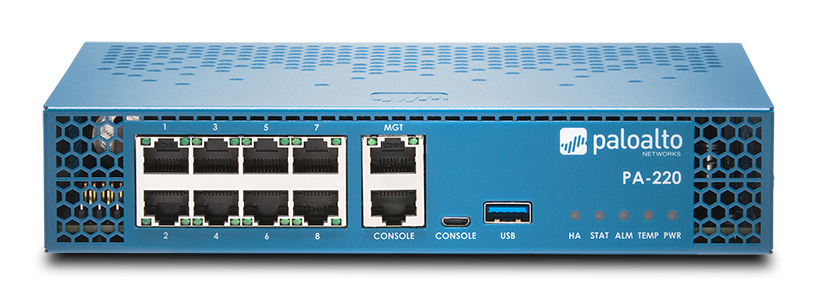 1 3 5 7 MGT
paloalto
NETWORKS
PA-220
2 4 6 8 CONSOLE CONSOLE USB
HA STAT ALM TEMP PWR